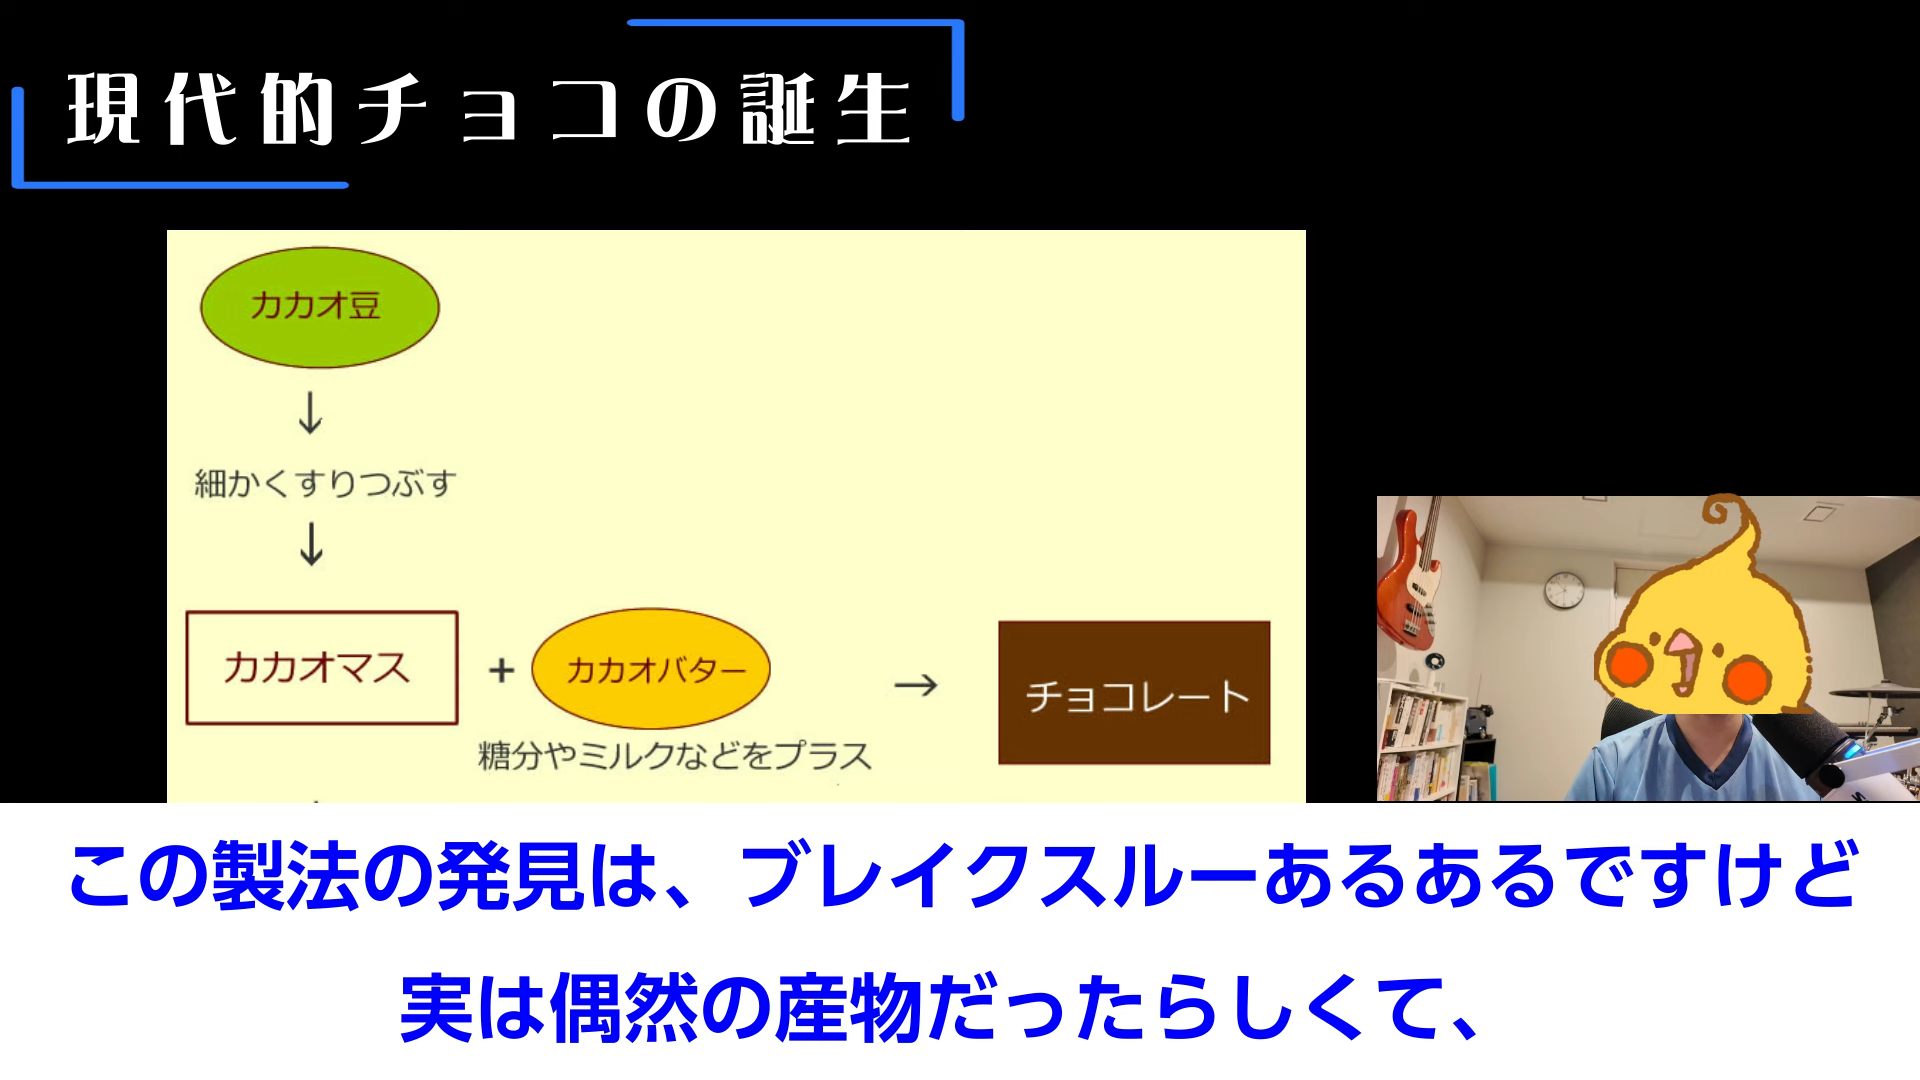 現代的チョコの誕生
カカオ豆
↓
細かくすりつぶす
↓
カカオマス + カカオバター → チョコレート
糖分やミルクなどをプラス
この製法の発見は、ブレイクスルーあるあるですけど
実は偶然の産物だったらしくて、